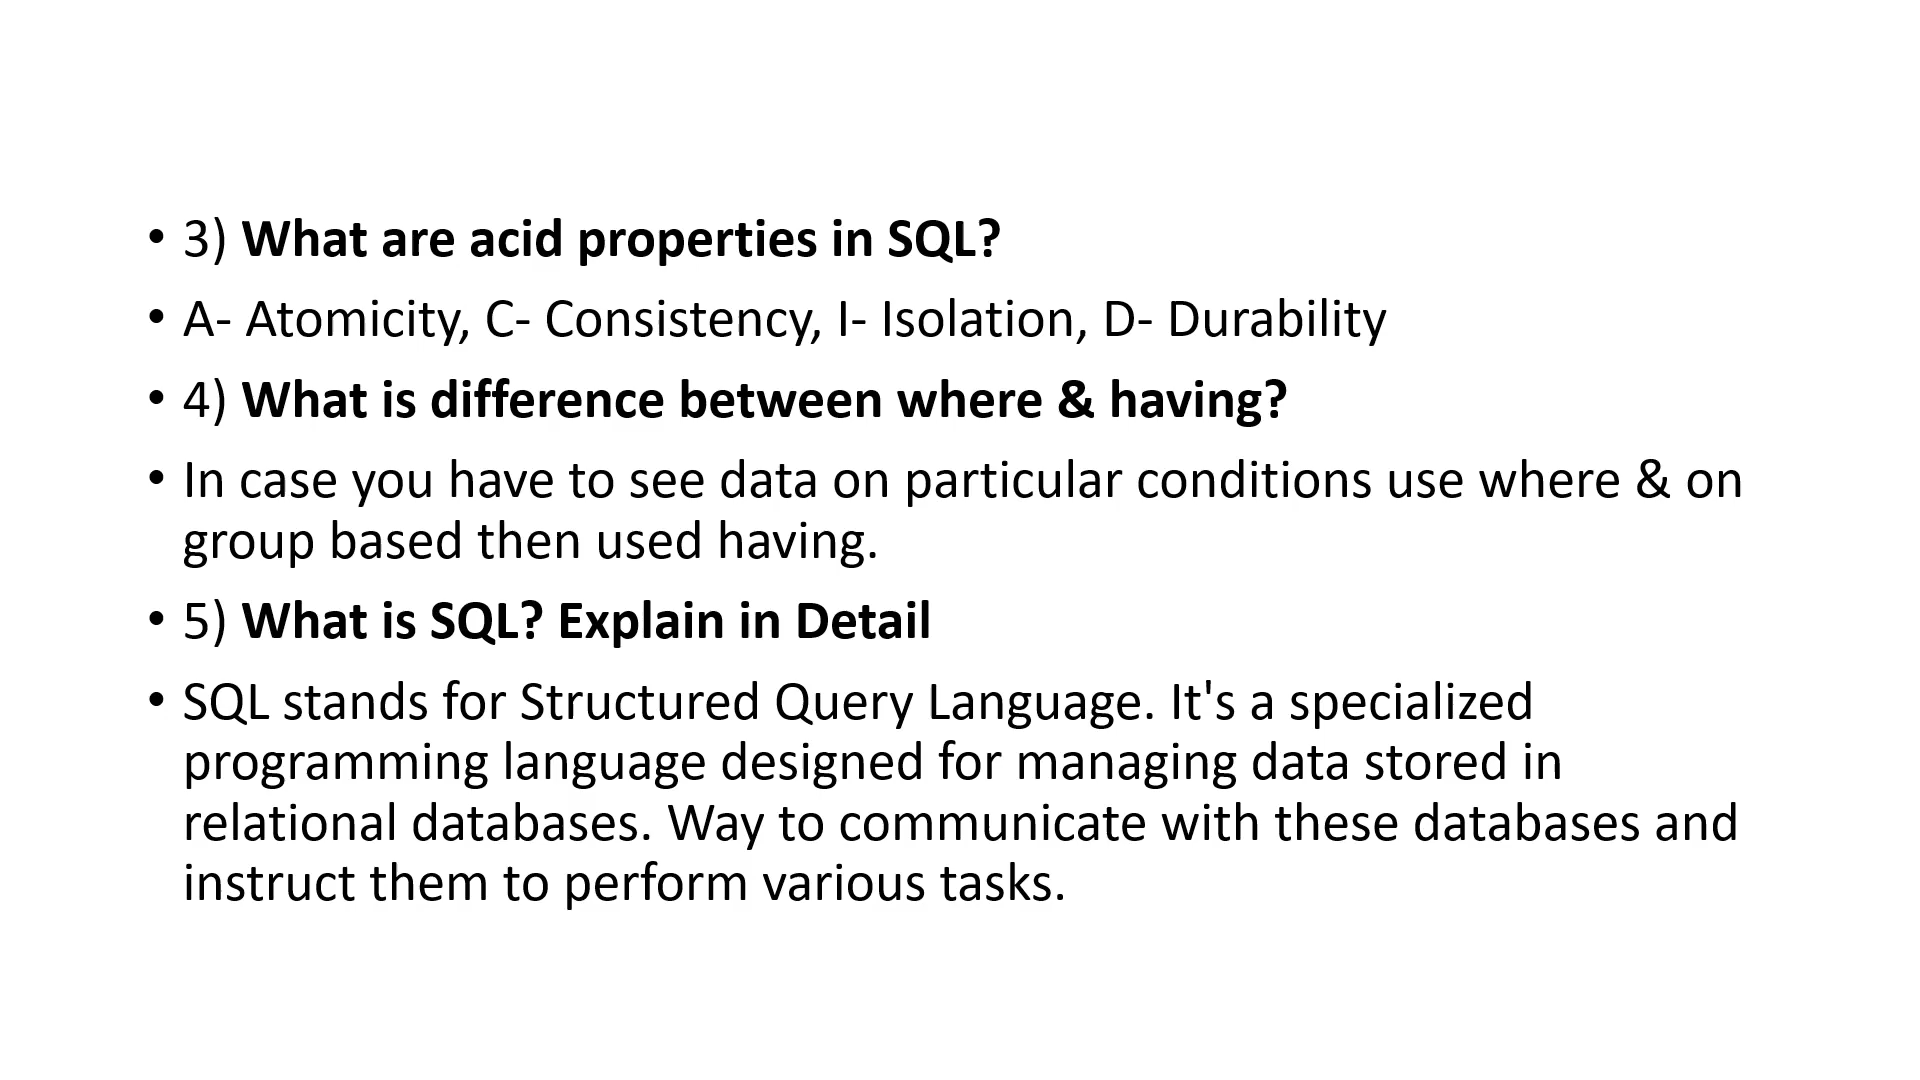 • 3) What are acid properties in SQL?
• A- Atomicity, C- Consistency, I- Isolation, D- Durability
• 4) What is difference between where & having?
• In case you have to see data on particular conditions use where & on
group based then used having.
• 5) What is SQL? Explain in Detail
• SQL stands for Structured Query Language. It's a specialized
programming language designed for managing data stored in
relational databases. Way to communicate with these databases and
instruct them to perform various tasks.